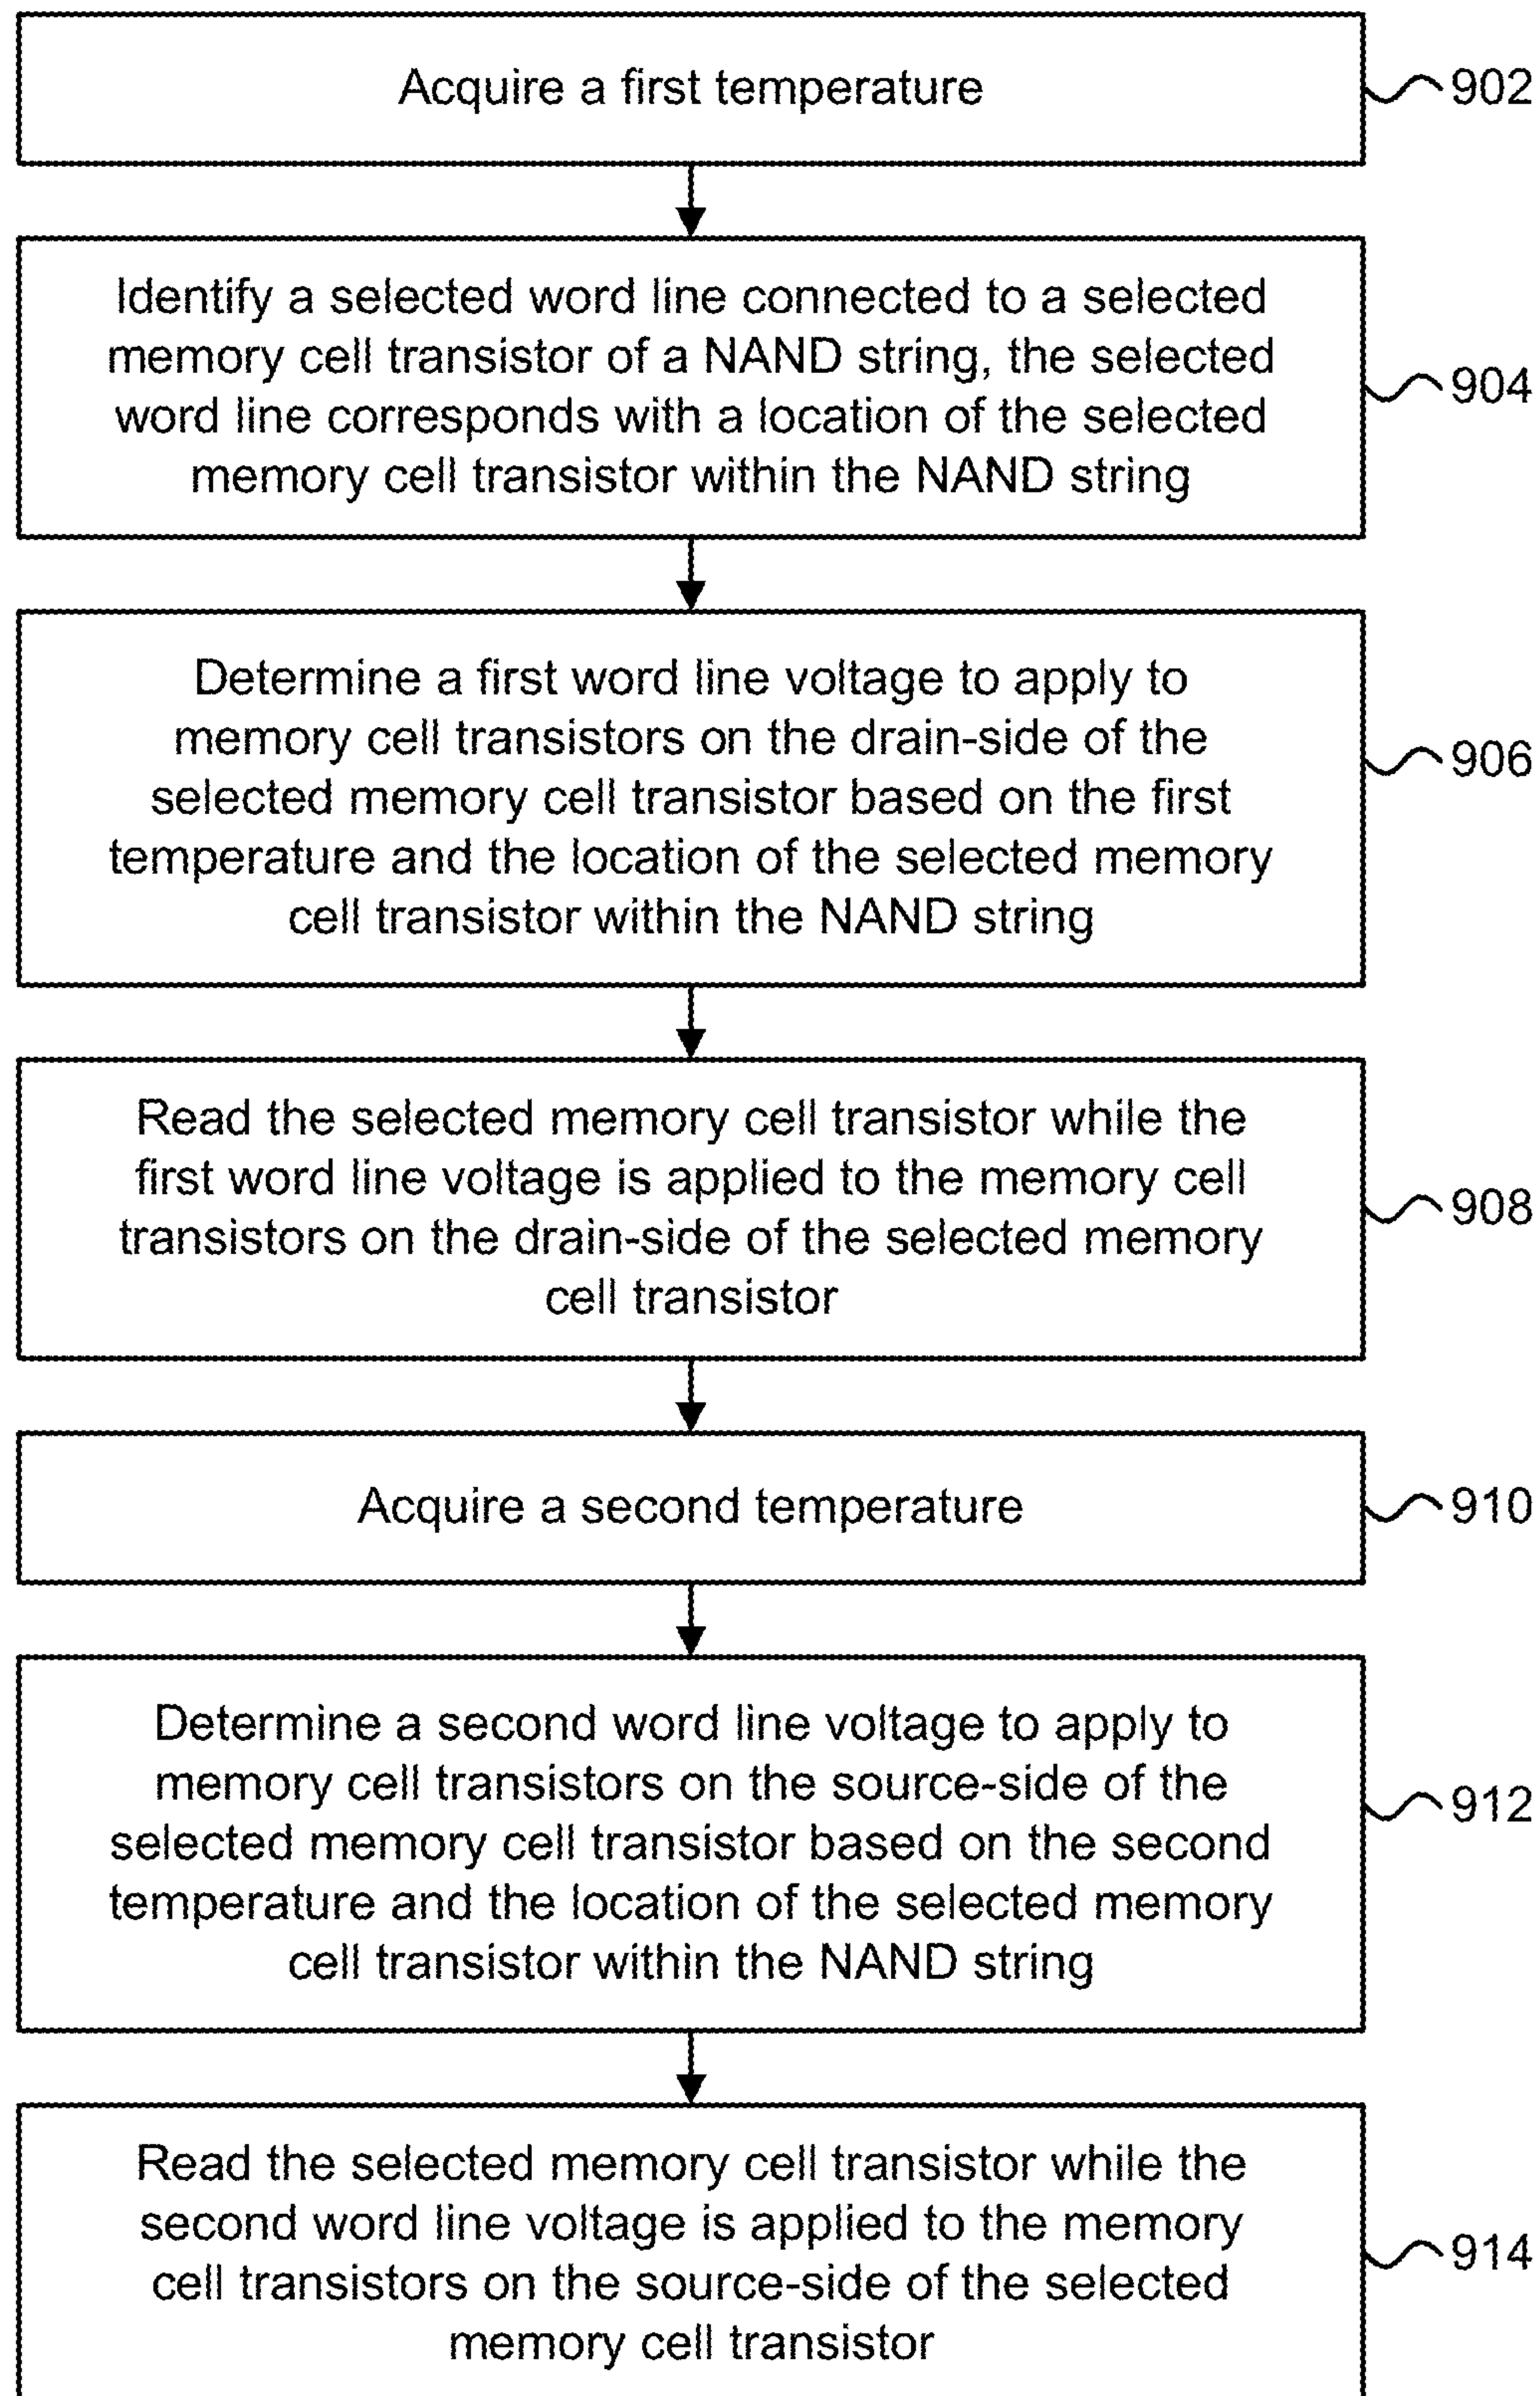 Acquire a first temperature
902
Identify a selected word line connected to a selected
memory cell transistor of a NAND string, the selected
word line corresponds with a location of the selected
memory cell transistor within the NAND string
904
Determine a first word line voltage to apply to
memory cell transistors on the drain-side of the
selected memory cell transistor based on the first
temperature and the location of the selected memory
cell transistor within the NAND string
906
Read the selected memory cell transistor while the
first word line voltage is applied to the memory cell
transistors on the drain-side of the selected memory
cell transistor
908
Acquire a second temperature
910
Determine a second word line voltage to apply to
memory cell transistors on the source-side of the
selected memory cell transistor based on the second
temperature and the location of the selected memory
cell transistor within the NAND string
912
Read the selected memory cell transistor while the
second word line voltage is applied to the memory
cell transistors on the source-side of the selected
memory cell transistor
914